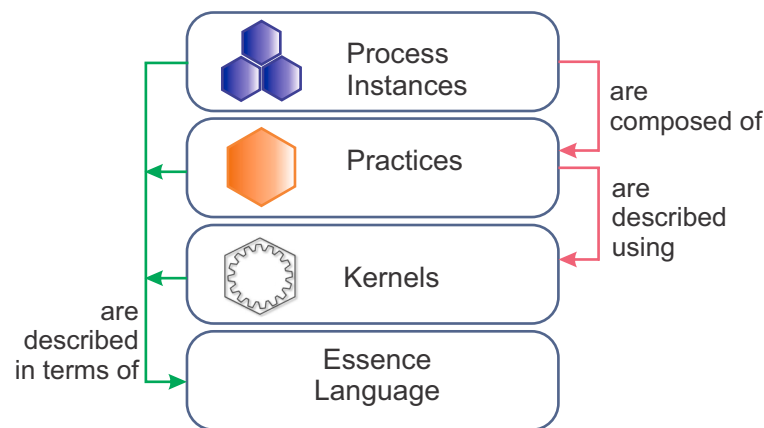 Process
Instances
are
composed of
Practices
are
described
using
Kernels
are
described
in terms of
Essence
Language